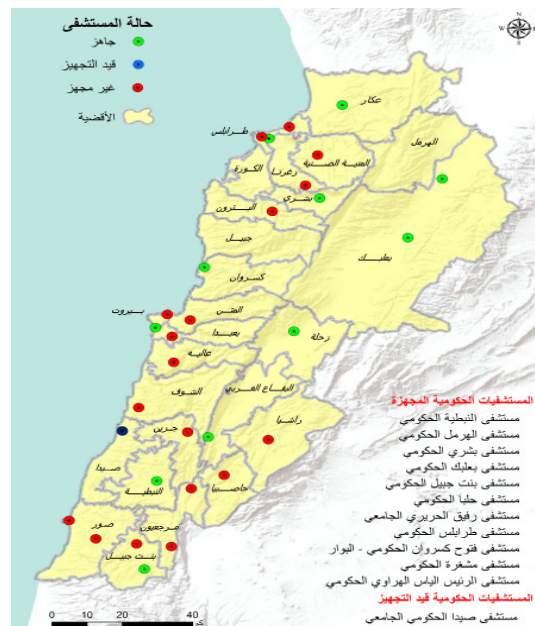 حالة المستشفى
جاهز
قيد التجهيز
غير مجهز
الأقضية
N
W
E
S
عكار
طرابلس
الهرمل
المنية الضنية
زغرتا
الكورة
بشري
البترون
جبيل
بعلبك
كسروان
المتن
بيروت
بعبدا
زحلة
عاليه
الشوف
البقاع الغربي
راشيا
جزين
صيدا
حاصبيا
النبطية
مرجعيون
صور
بنت جبيل
المستشفيات الحكومية المجهزة
مستشفى النبطية الحكومي
مستشفى الهرمل الحكومي
مستشفى بشري الحكومي
مستشفى بعلبك الحكومي
مستشفى بنت جبيل الحكومي
مستشفى حلبا الحكومي
مستشفى رفيق الحريري الجامعي
مستشفى طرابلس الحكومي
مستشفى فتوح كسروان الحكومي - البوار
مستشفى مشغرة الحكومي
مستشفى الرئيس الياس الهراوي الحكومي
المستشفيات الحكومية قيد التجهيز
مستشفى صيدا الحكومي الجامعي
0 10 20 40
كم